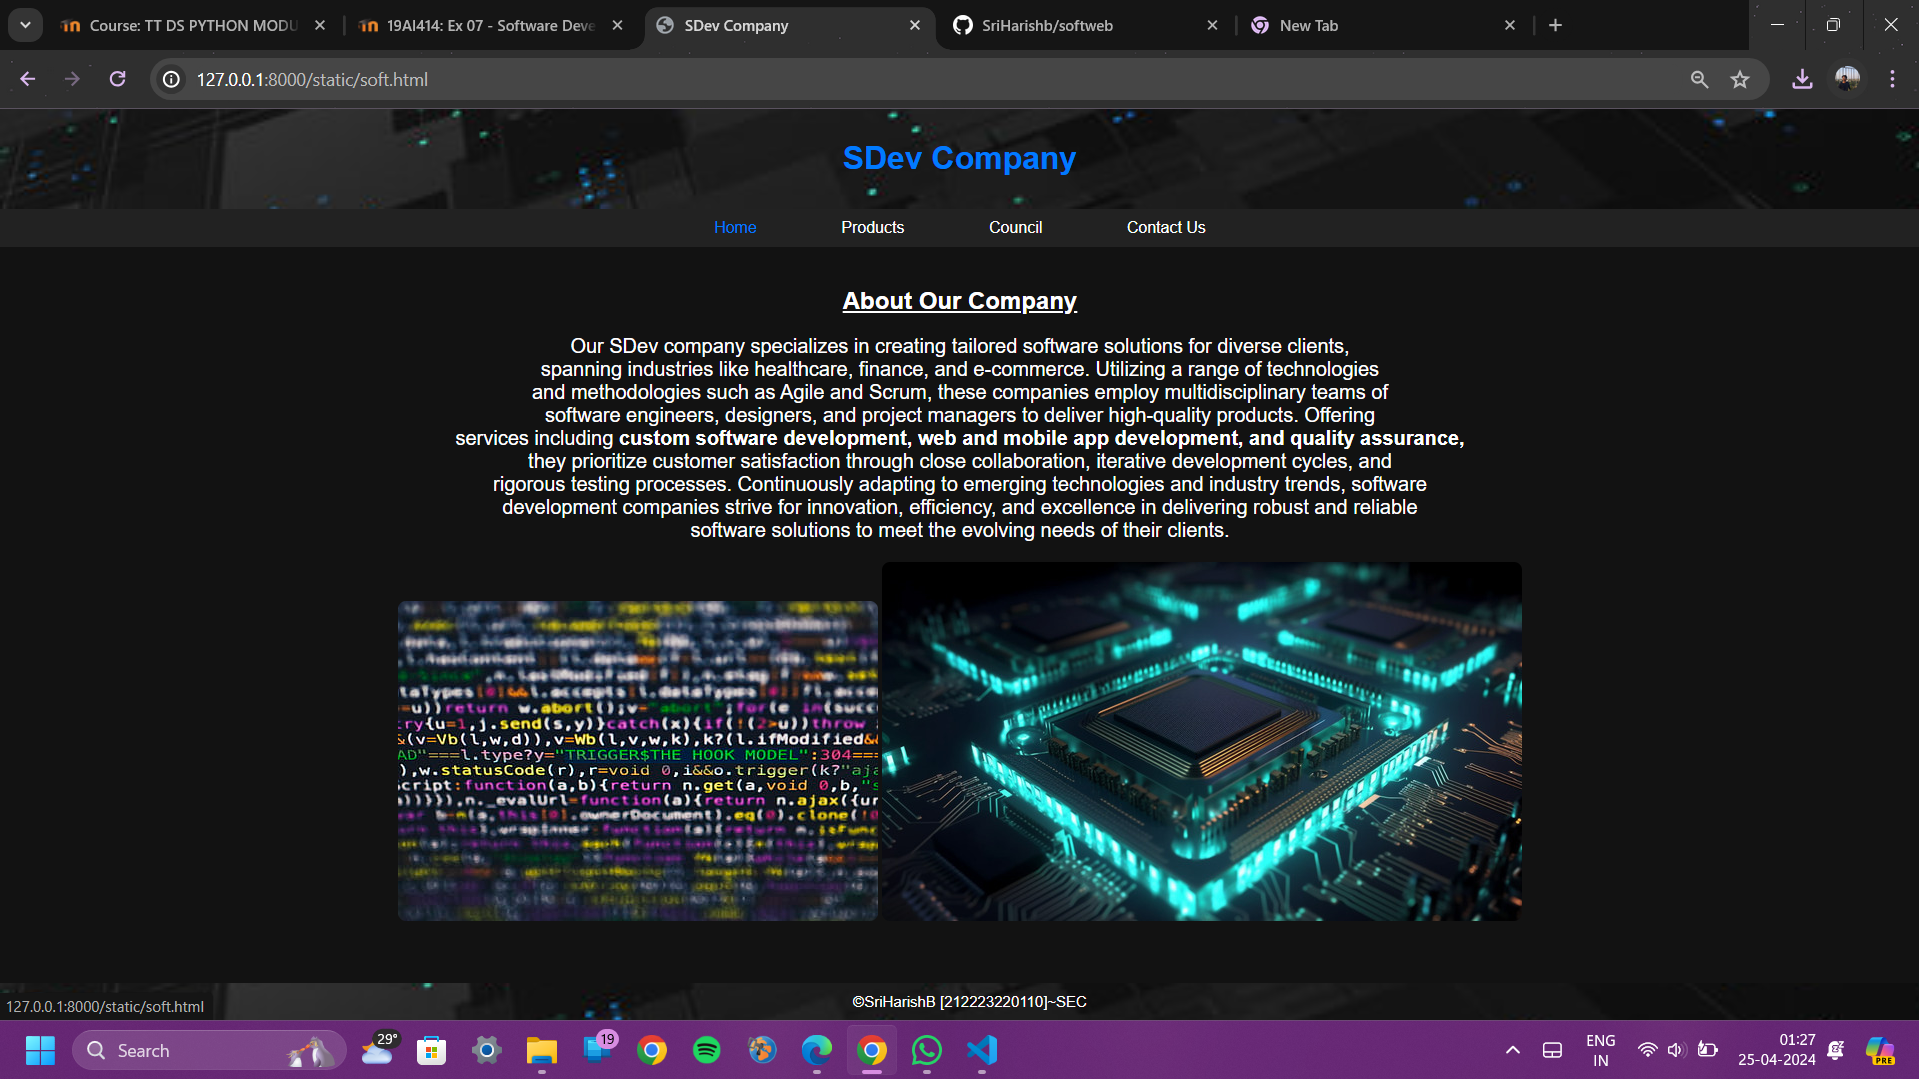 Course: TT DS PYTHON MODU
19AI414: Ex 07 - Software Deve
SDev Company
SriHarishb/softweb
New Tab
127.0.0.1:8000/static/soft.html
SDev Company
Home Products Council Contact Us
About Our Company
Our SDev company specializes in creating tailored software solutions for diverse clients,
spanning industries like healthcare, finance, and e-commerce. Utilizing a range of technologies
and methodologies such as Agile and Scrum, these companies employ multidisciplinary teams of
software engineers, designers, and project managers to deliver high-quality products. Offering
services including custom software development, web and mobile app development, and quality assurance,
they prioritize customer satisfaction through close collaboration, iterative development cycles, and
rigorous testing processes. Continuously adapting to emerging technologies and industry trends, software
development companies strive for innovation, efficiency, and excellence in delivering robust and reliable
software solutions to meet the evolving needs of their clients.
=u))return w.abort();v="abort";for(e in(succ
ry{u=1,j.send(s,y)}catch(x){if(!(2>u))throw
&(v=Vb(l,w,d)),v=Wb(l,v,w,k),k?(l.ifModified&&
AD"===l.type?y="TRIGGER$THE HOOK MODEL":304===
),w.statusCode(r),r=void 0,i&&o.trigger(k?"aja
cript:function(a,b){return n.get(a,void 0,b,"s
a))}}),n._evalUrl=function(a){return n.ajax({ur
this[0].ownerDocument).eq(0).clone(
127.0.0.1:8000/static/soft.html
©SriHarishB [212223220110]~SEC
Search
29°
19
ENG
IN
01:27
25-04-2024
PRE